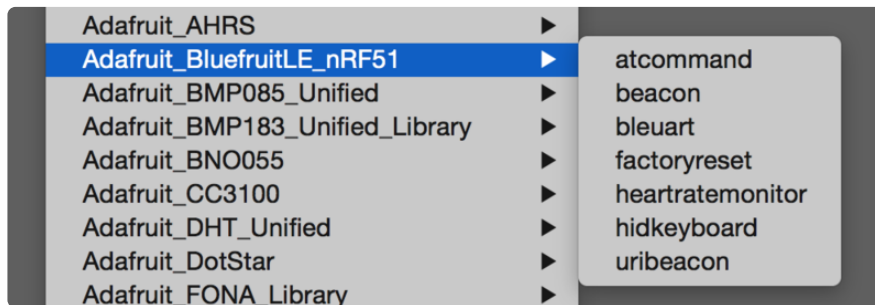 Adafruit_AHRS
Adafruit_BluefruitLE_nRF51
Adafruit_BMP085_Unified
Adafruit_BMP183_Unified_Library
Adafruit_BNO055
Adafruit_CC3100
Adafruit_DHT_Unified
Adafruit_DotStar
Adafruit_FONA_Library
atcommand
beacon
bleuart
factoryreset
heartratemonitor
hidkeyboard
uribeacon